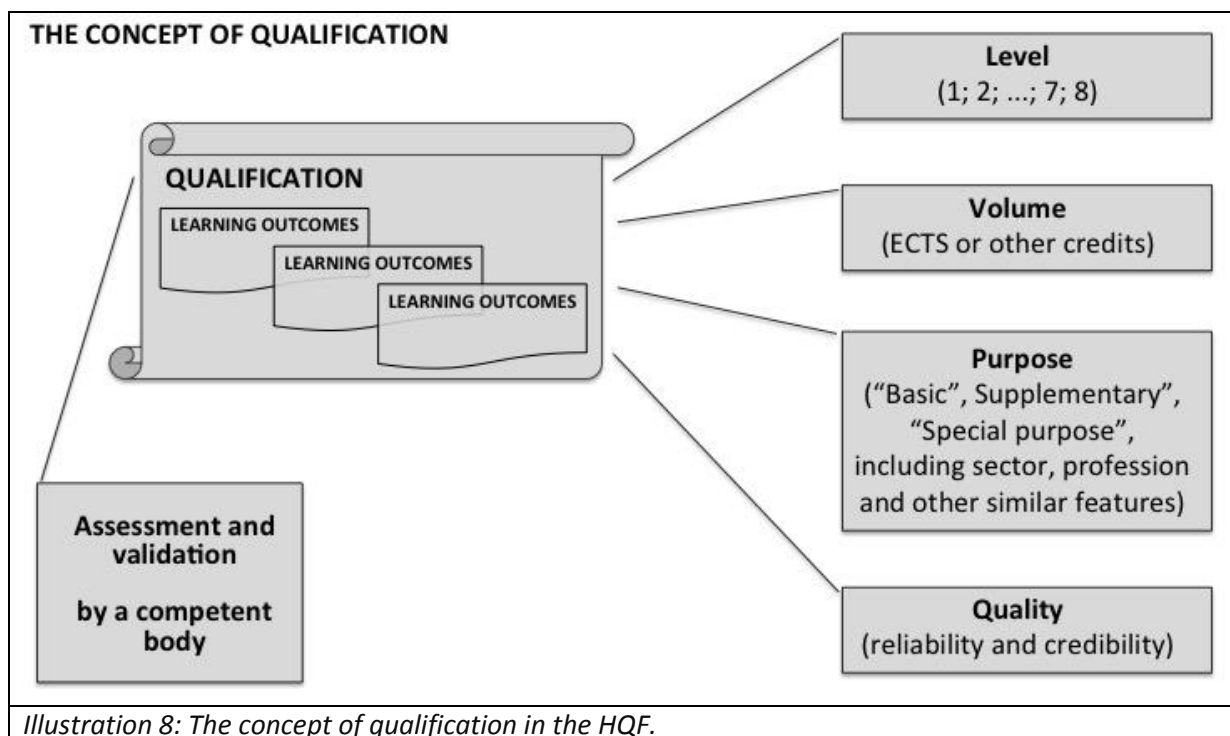 THE CONCEPT OF QUALIFICATION
QUALIFICATION
LEARNING OUTCOMES
LEARNING OUTCOMES
LEARNING OUTCOMES
Assessment and
validation
by a competent
body
Level
(1; 2; ...; 7; 8)
Volume
(ECTS or other credits)
Purpose
(“Basic”, Supplementary”,
“Special purpose”,
including sector, profession
and other similar features)
Quality
(reliability and credibility)
Illustration 8: The concept of qualification in the HQF.